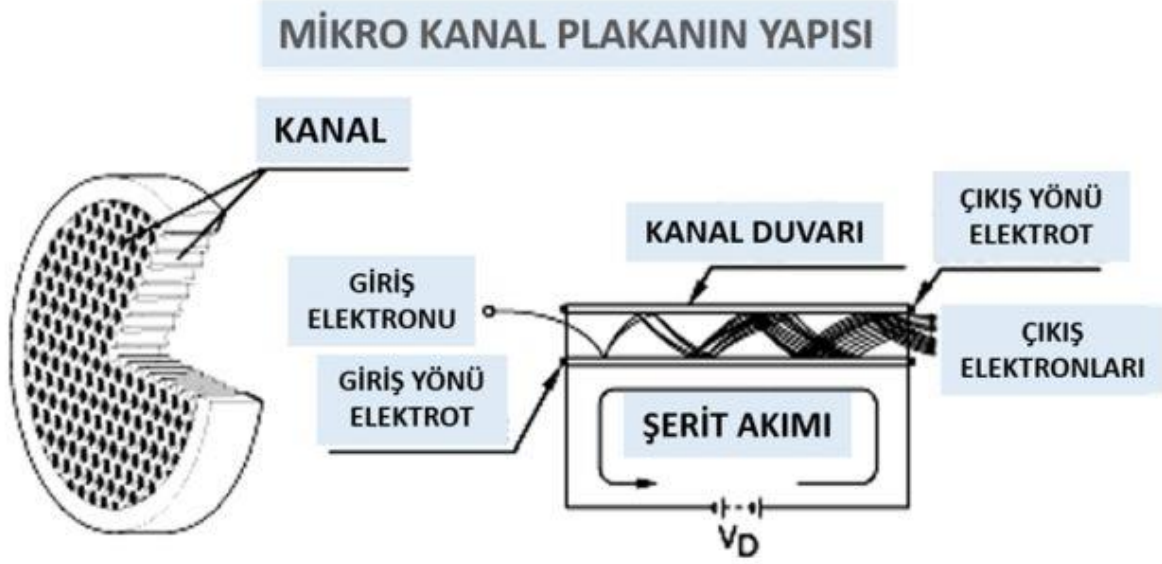 MİKRO KANAL PLAKANIN YAPISI
KANAL
KANAL DUVARI
ÇIKIŞ YÖNÜ
ELEKTROT
GİRİŞ
ELEKTRONU
GİRİŞ YÖNÜ
ELEKTROT
ÇIKIŞ
ELEKTRONLARI
ŞERİT AKIMI
VD